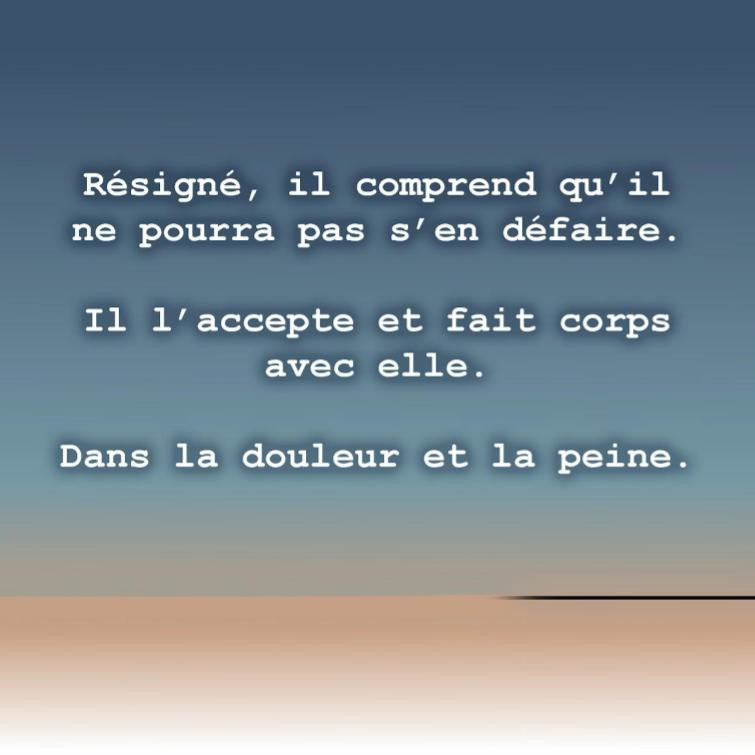 Résigné, il comprend qu’il
ne pourra pas s’en défaire.
Il l’accepte et fait corps
avec elle.
Dans la douleur et la peine.